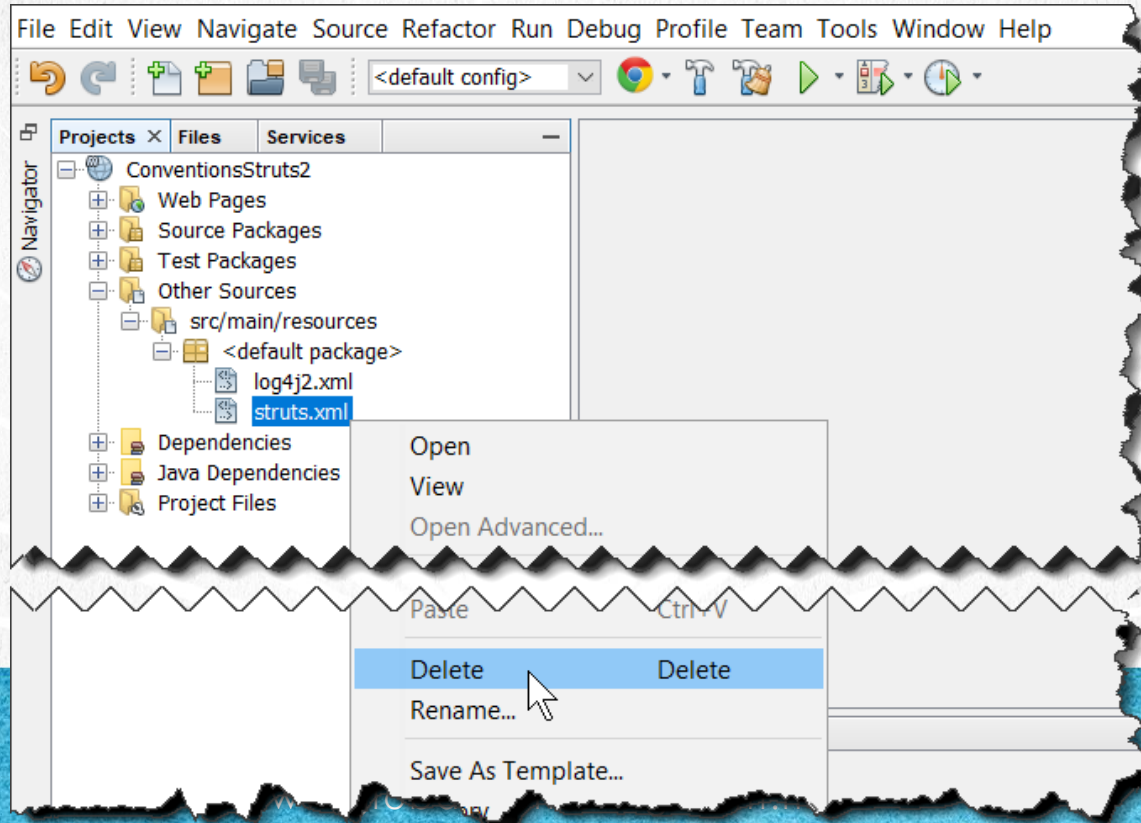 File Edit View Navigate Source Refactor Run Debug Profile Team Tools Window Help
<default config>
Projects Files Services
Navigator
ConventionsStruts2
Web Pages
Source Packages
Test Packages
Other Sources
src/main/resources
<default package>
log4j2.xml
struts.xml
Dependencies
Java Dependencies
Project Files
Open
View
Open Advanced...
Paste Ctrl+V
Delete Delete
Rename...
Save As Template...